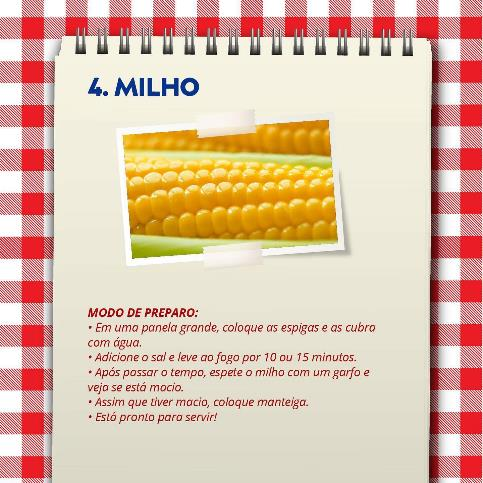 4. MILHO
MODO DE PREPARO:
• Em uma panela grande, coloque as espigas e as cubra
com água.
• Adicione o sal e leve ao fogo por 10 ou 15 minutos.
• Após passar o tempo, espete o milho com um garfo e
veja se está macio.
• Assim que tiver macio, coloque manteiga.
• Está pronto para servir!